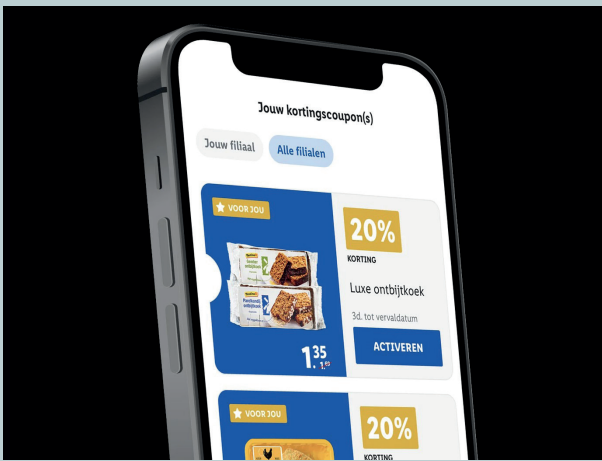 Jouw kortingscoupon(s)
Jouw filiaal
Alle filialen
VOOR JOU
20%
KORTING
Luxe ontbijtkoek
3d. tot vervaldatum
ACTIVEREN
1.35
VOOR JOU
20%
KORTING